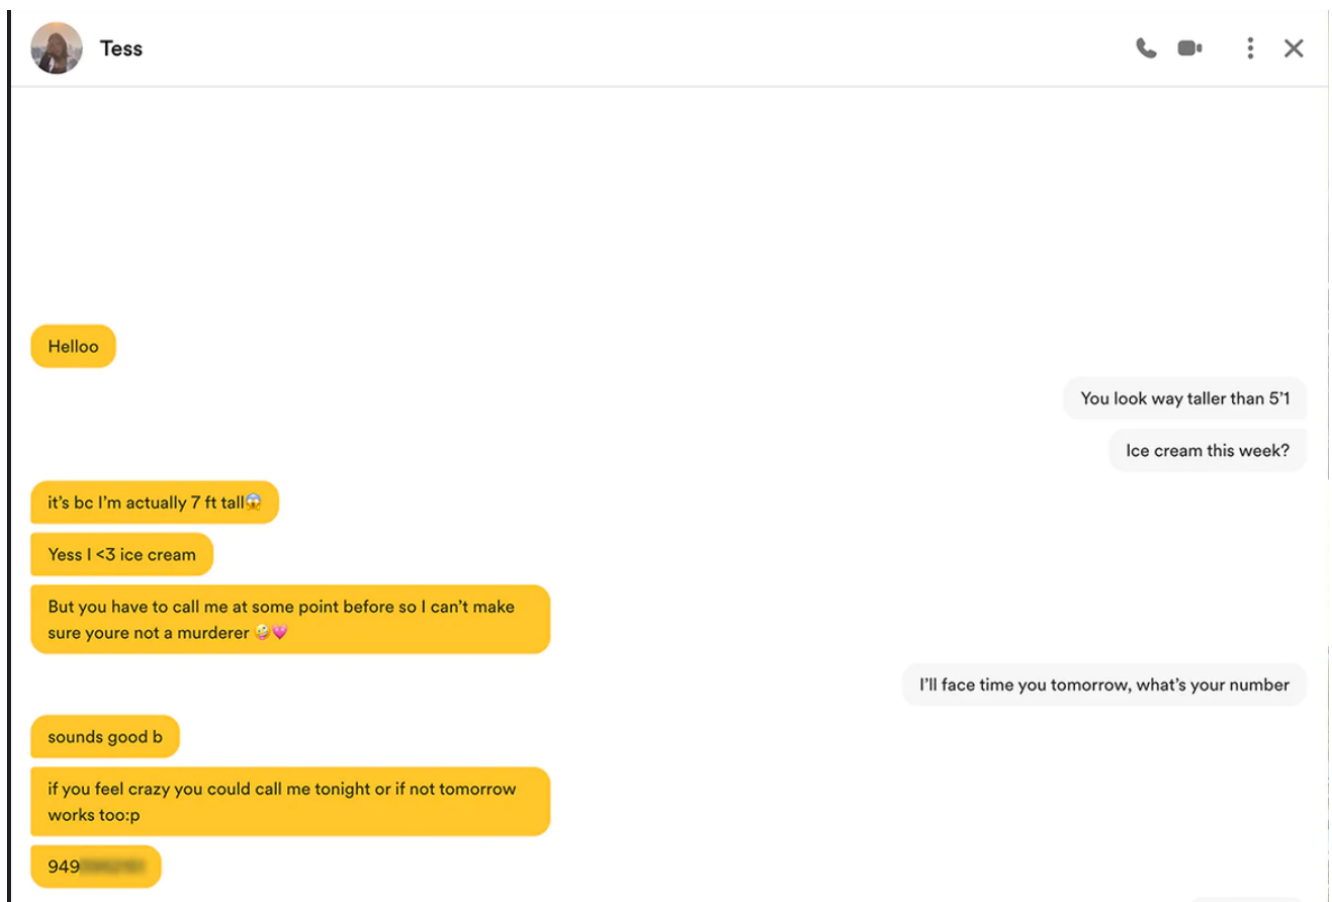 Tess
Helloo
You look way taller than 5'1
Ice cream this week?
it's bc I'm actually 7 ft tall😱
Yess I <3 ice cream
But you have to call me at some point before so I can't make
sure youre not a murderer 🤪💗
I'll face time you tomorrow, what's your number
sounds good b
if you feel crazy you could call me tonight or if not tomorrow
works too:p
949